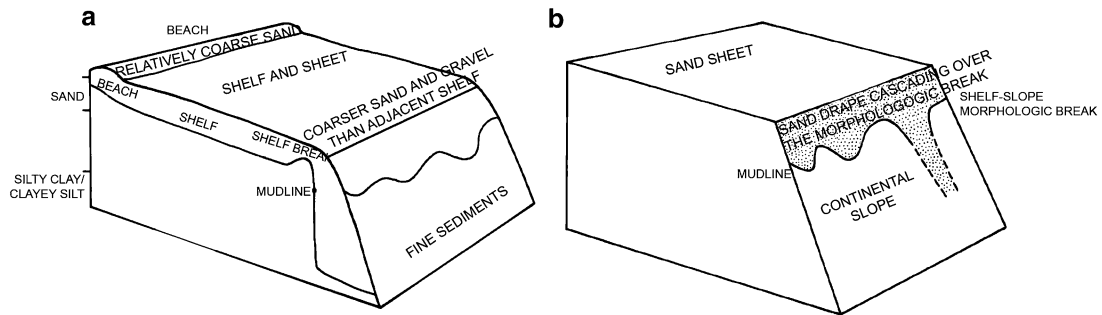 a
BEACH
RELATIVELY COARSE SAND
SHELF AND SHEET
COARSER SAND AND GRAVEL
THAN ADJACENT SHELF
BEACH
SAND
SHELF
SHELF BREAK
SILTY CLAY/
CLAYEY SILT
MUDLINE
FINE SEDIMENTS
b
SAND SHEET
SAND DRAPE CASCADING OVER
THE MORPHOLOGOGIC BREAK
SHELF-SLOPE
MORPHOLOGIC BREAK
MUDLINE
CONTINENTAL
SLOPE